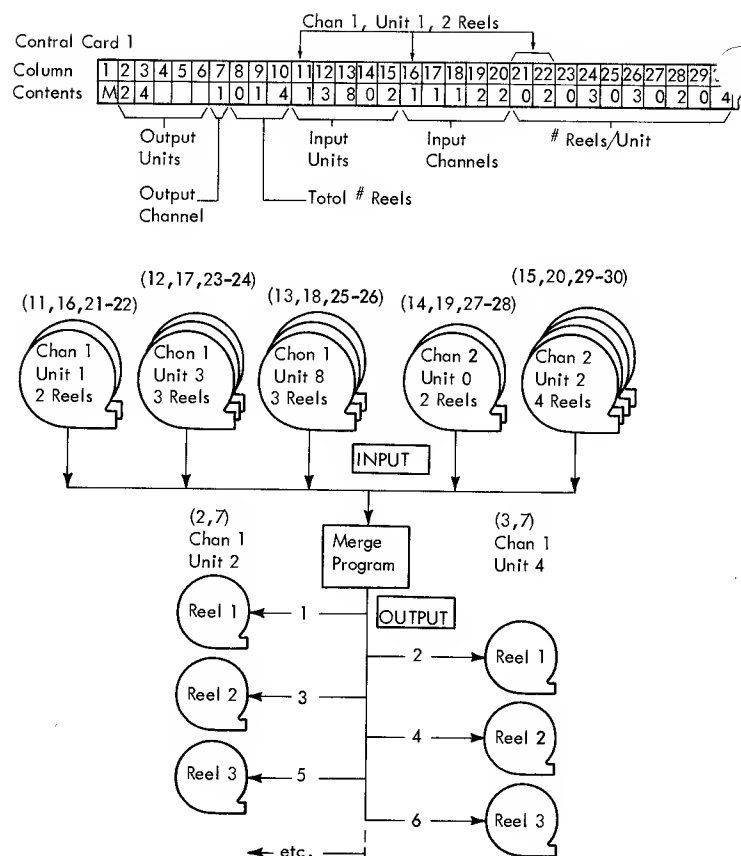 Chan 1, Unit 1, 2 Reels
Contral Card 1
Column 1 2 3 4 5 6 7 8 9 10 11 12 13 14 15 16 17 18 19 20 21 22 23 24 25 26 27 28 29
Contents M 2 4 1 0 1 4 1 3 8 0 2 1 1 1 2 2 0 2 0 3 0 3 0 2 0 4
Output Units
Input Units
Input Channels
# Reels/Unit
Output Channel
Totol # Reels
(11,16,21-22)
(12,17,23-24)
(13,18,25-26)
(14,19,27-28)
(15,20,29-30)
Chan 1
Unit 1
2 Reels
Chon 1
Unit 3
3 Reels
Chon 1
Unit 8
3 Reels
Chan 2
Unit 0
2 Reels
Chan 2
Unit 2
4 Reels
INPUT
(2,7)
Chan 1
Unit 2
Merge
Program
(3,7)
Chan 1
Unit 4
OUTPUT
Reel 1 1
2 Reel 1
Reel 2 3
4 Reel 2
Reel 3 5
6 Reel 3
etc.